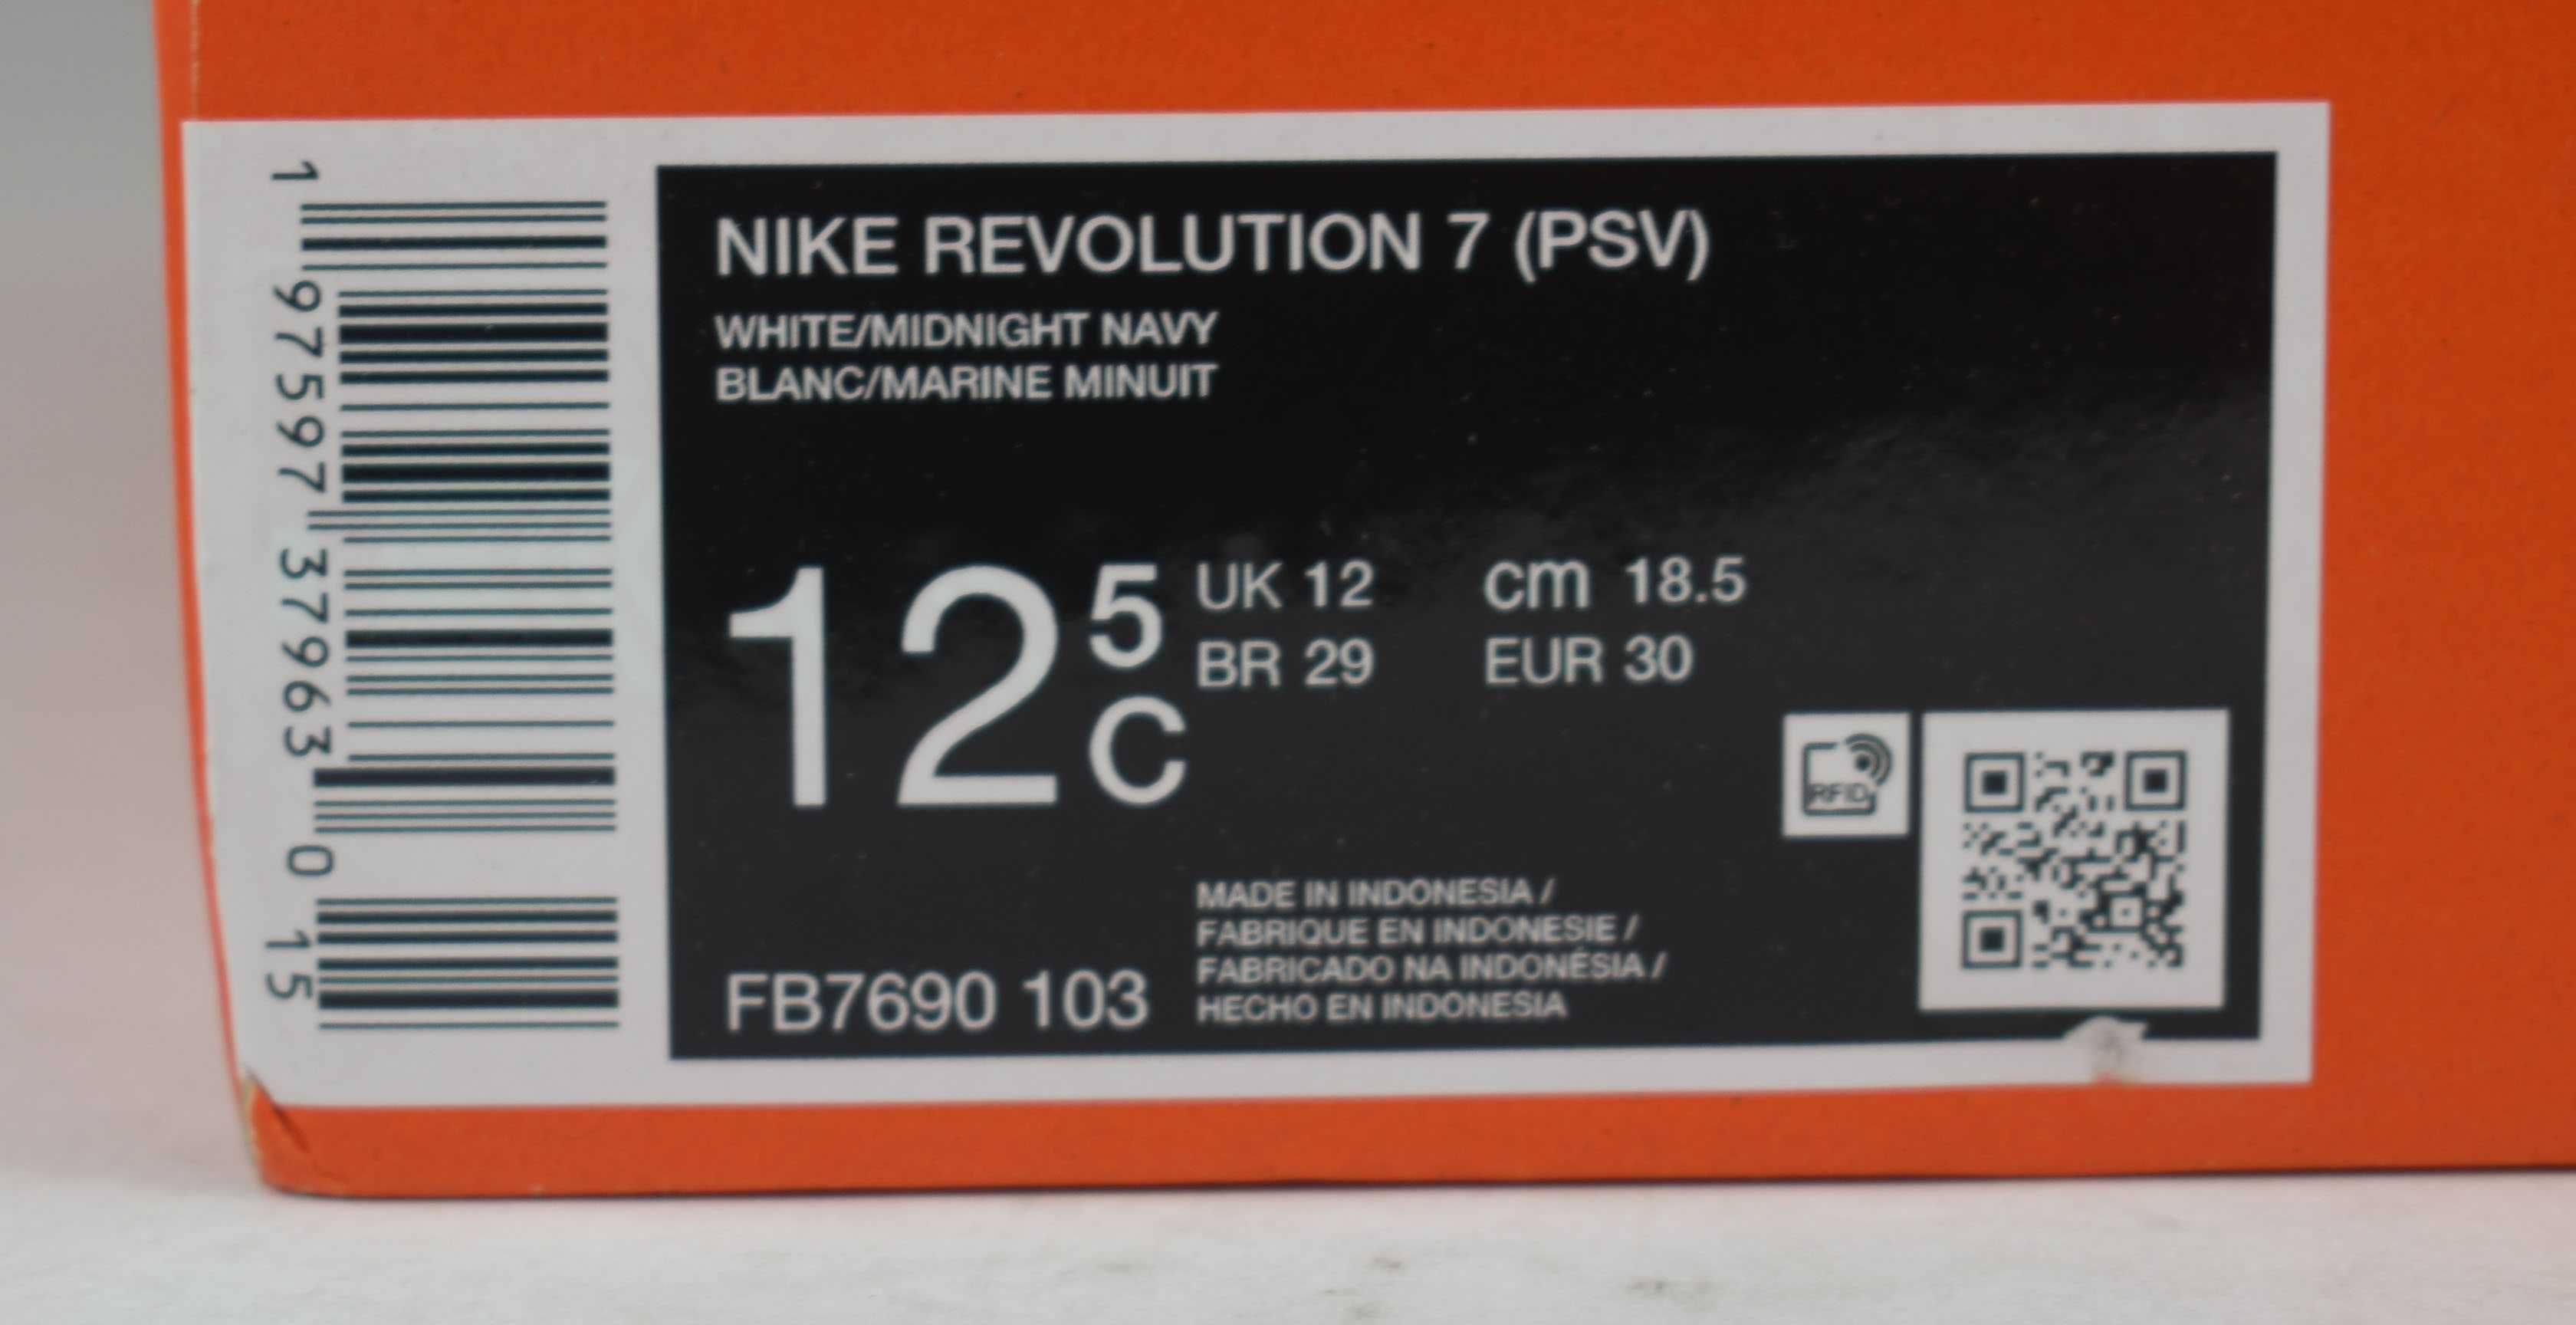 1 97597 37963 0 15
NIKE REVOLUTION 7 (PSV)
WHITE/MIDNIGHT NAVY
BLANC/MARINE MINUIT
12 5 C
UK 12 cm 18.5
BR 29 EUR 30
RFID
MADE IN INDONESIA /
FABRIQUE EN INDONESIE /
FABRICADO NA INDONÉSIA /
HECHO EN INDONESIA
FB7690 103